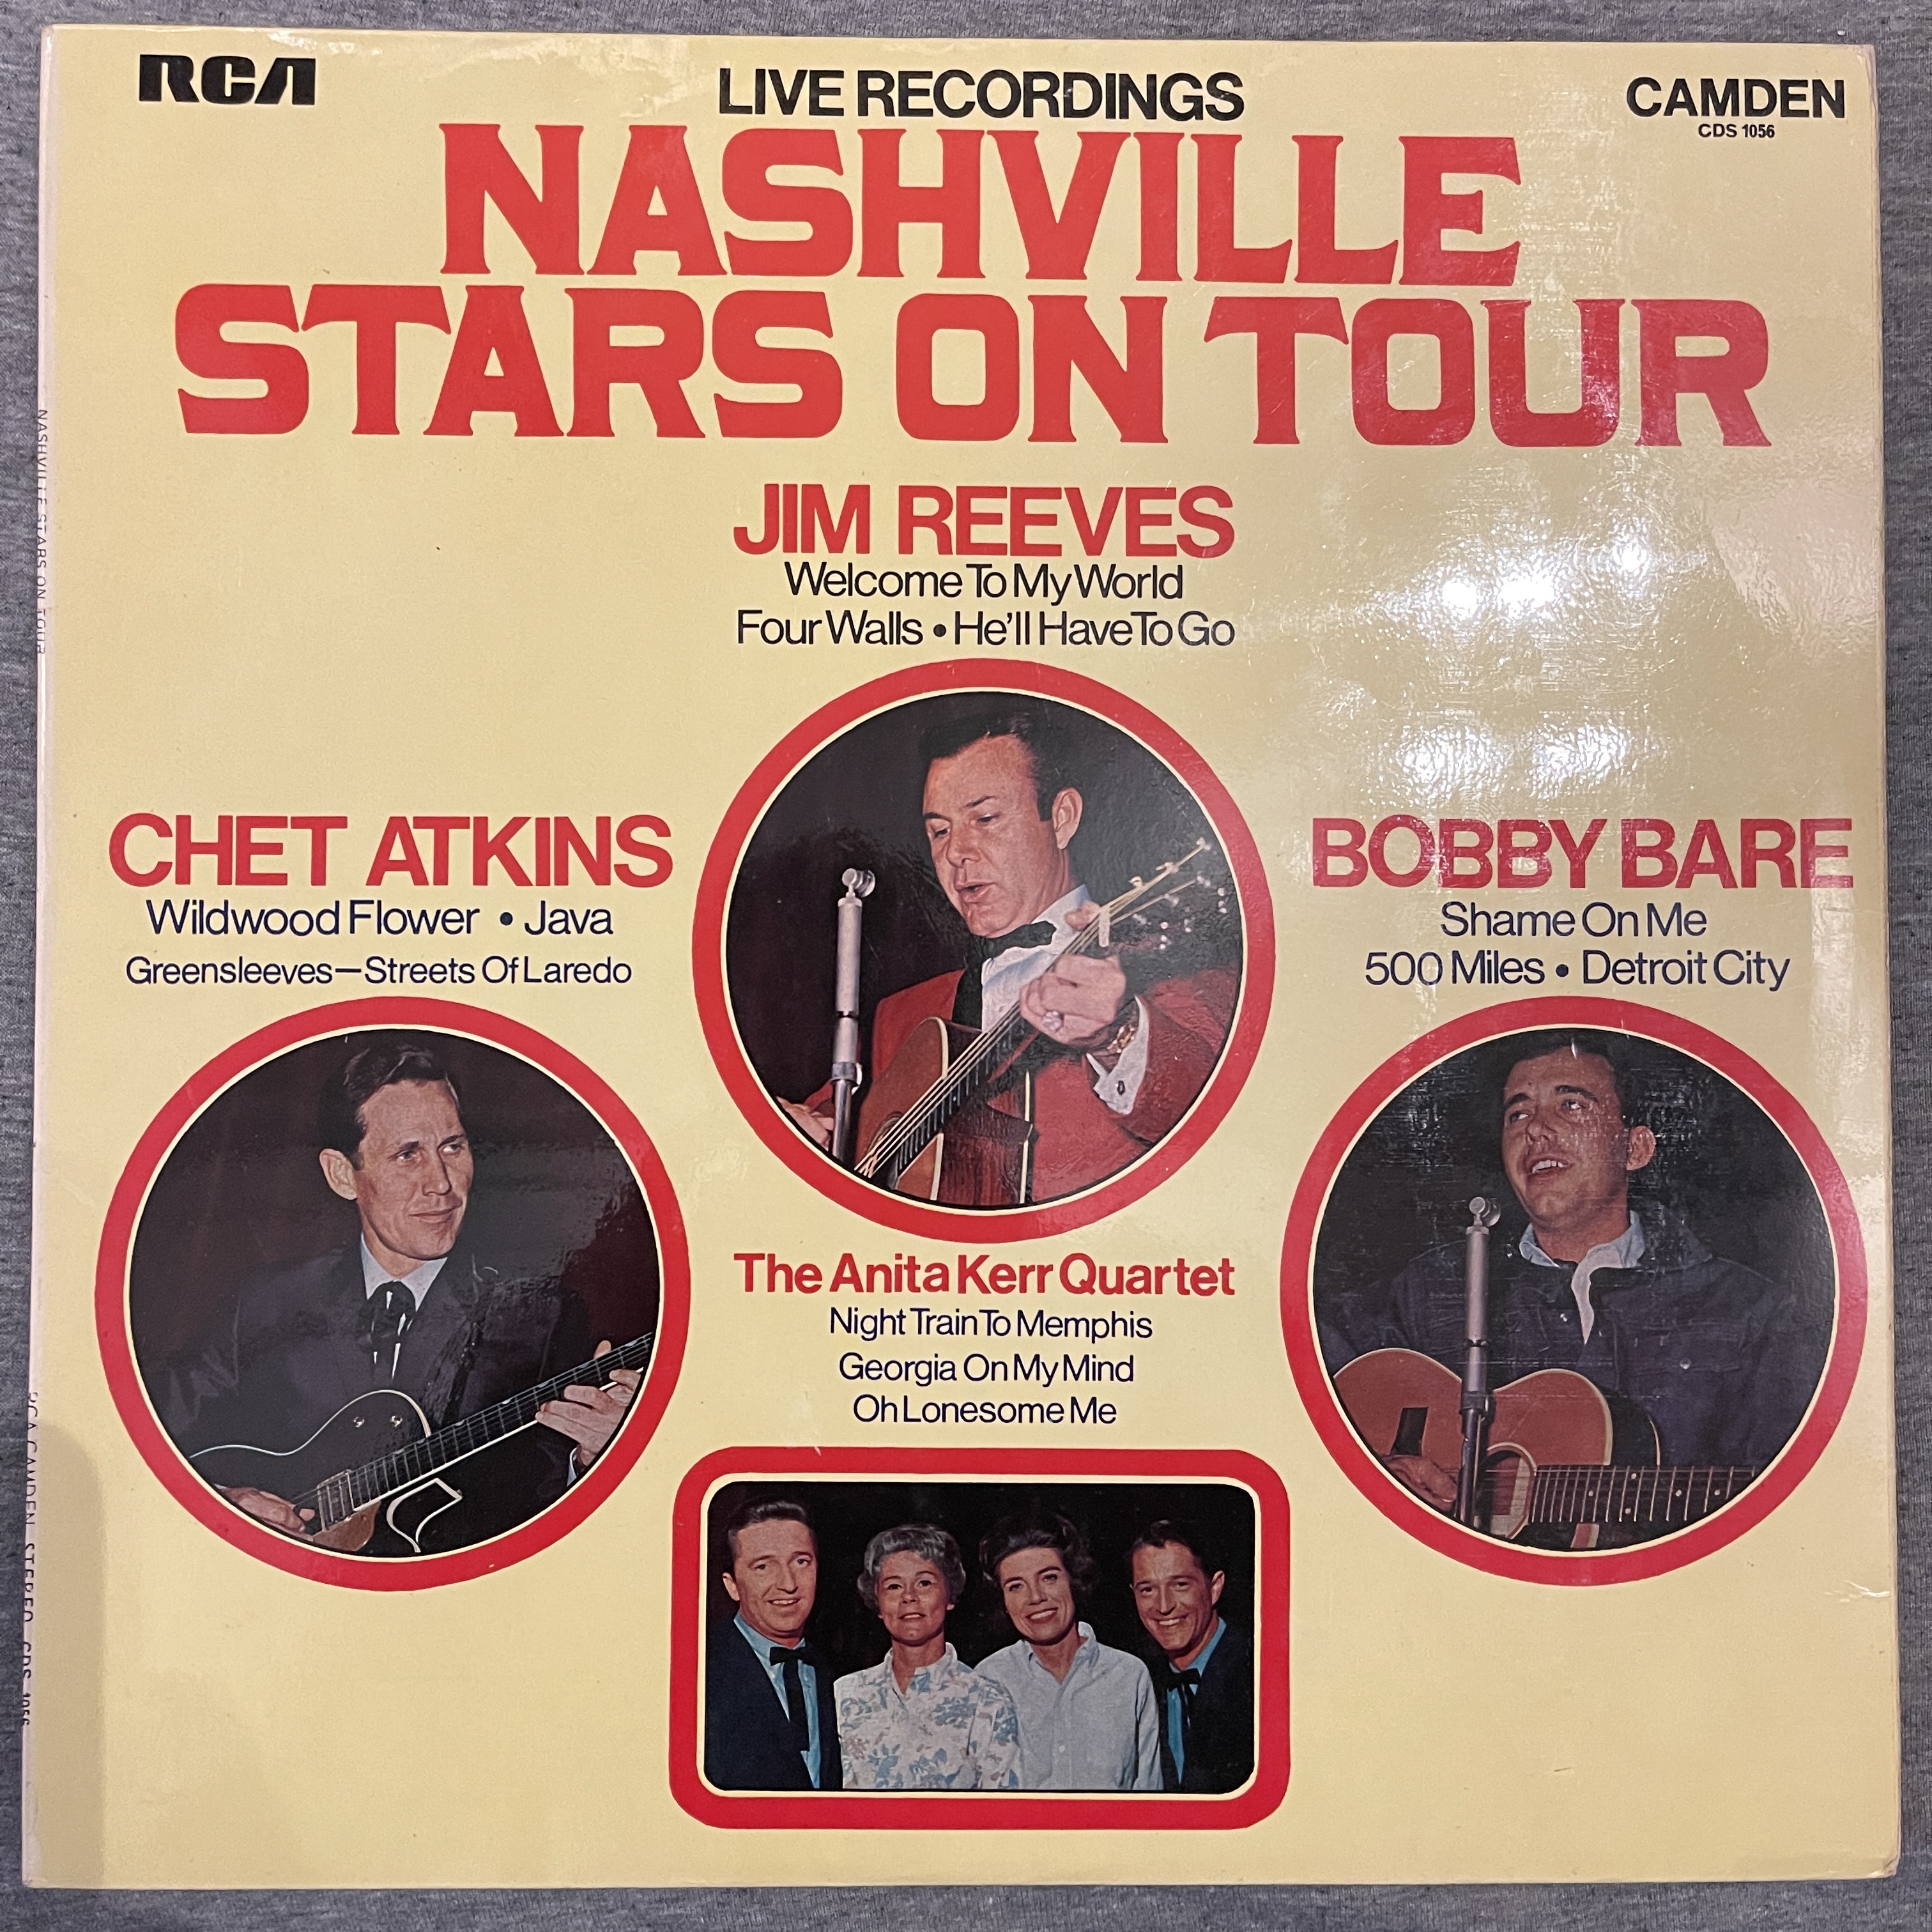 RCA
LIVE RECORDINGS
CAMDEN
CDS 1056
NASHVILLE
STARS ON TOUR
JIM REEVES
Welcome To My World
Four Walls • He'll Have To Go
CHET ATKINS
Wildwood Flower • Java
Greensleeves—Streets Of Laredo
BOBBY BARE
Shame On Me
500 Miles • Detroit City
The Anita Kerr Quartet
Night Train To Memphis
Georgia On My Mind
Oh Lonesome Me
NASHVILLE STARS ON TOUR
RCA CAMDEN STEREO CDS 1056